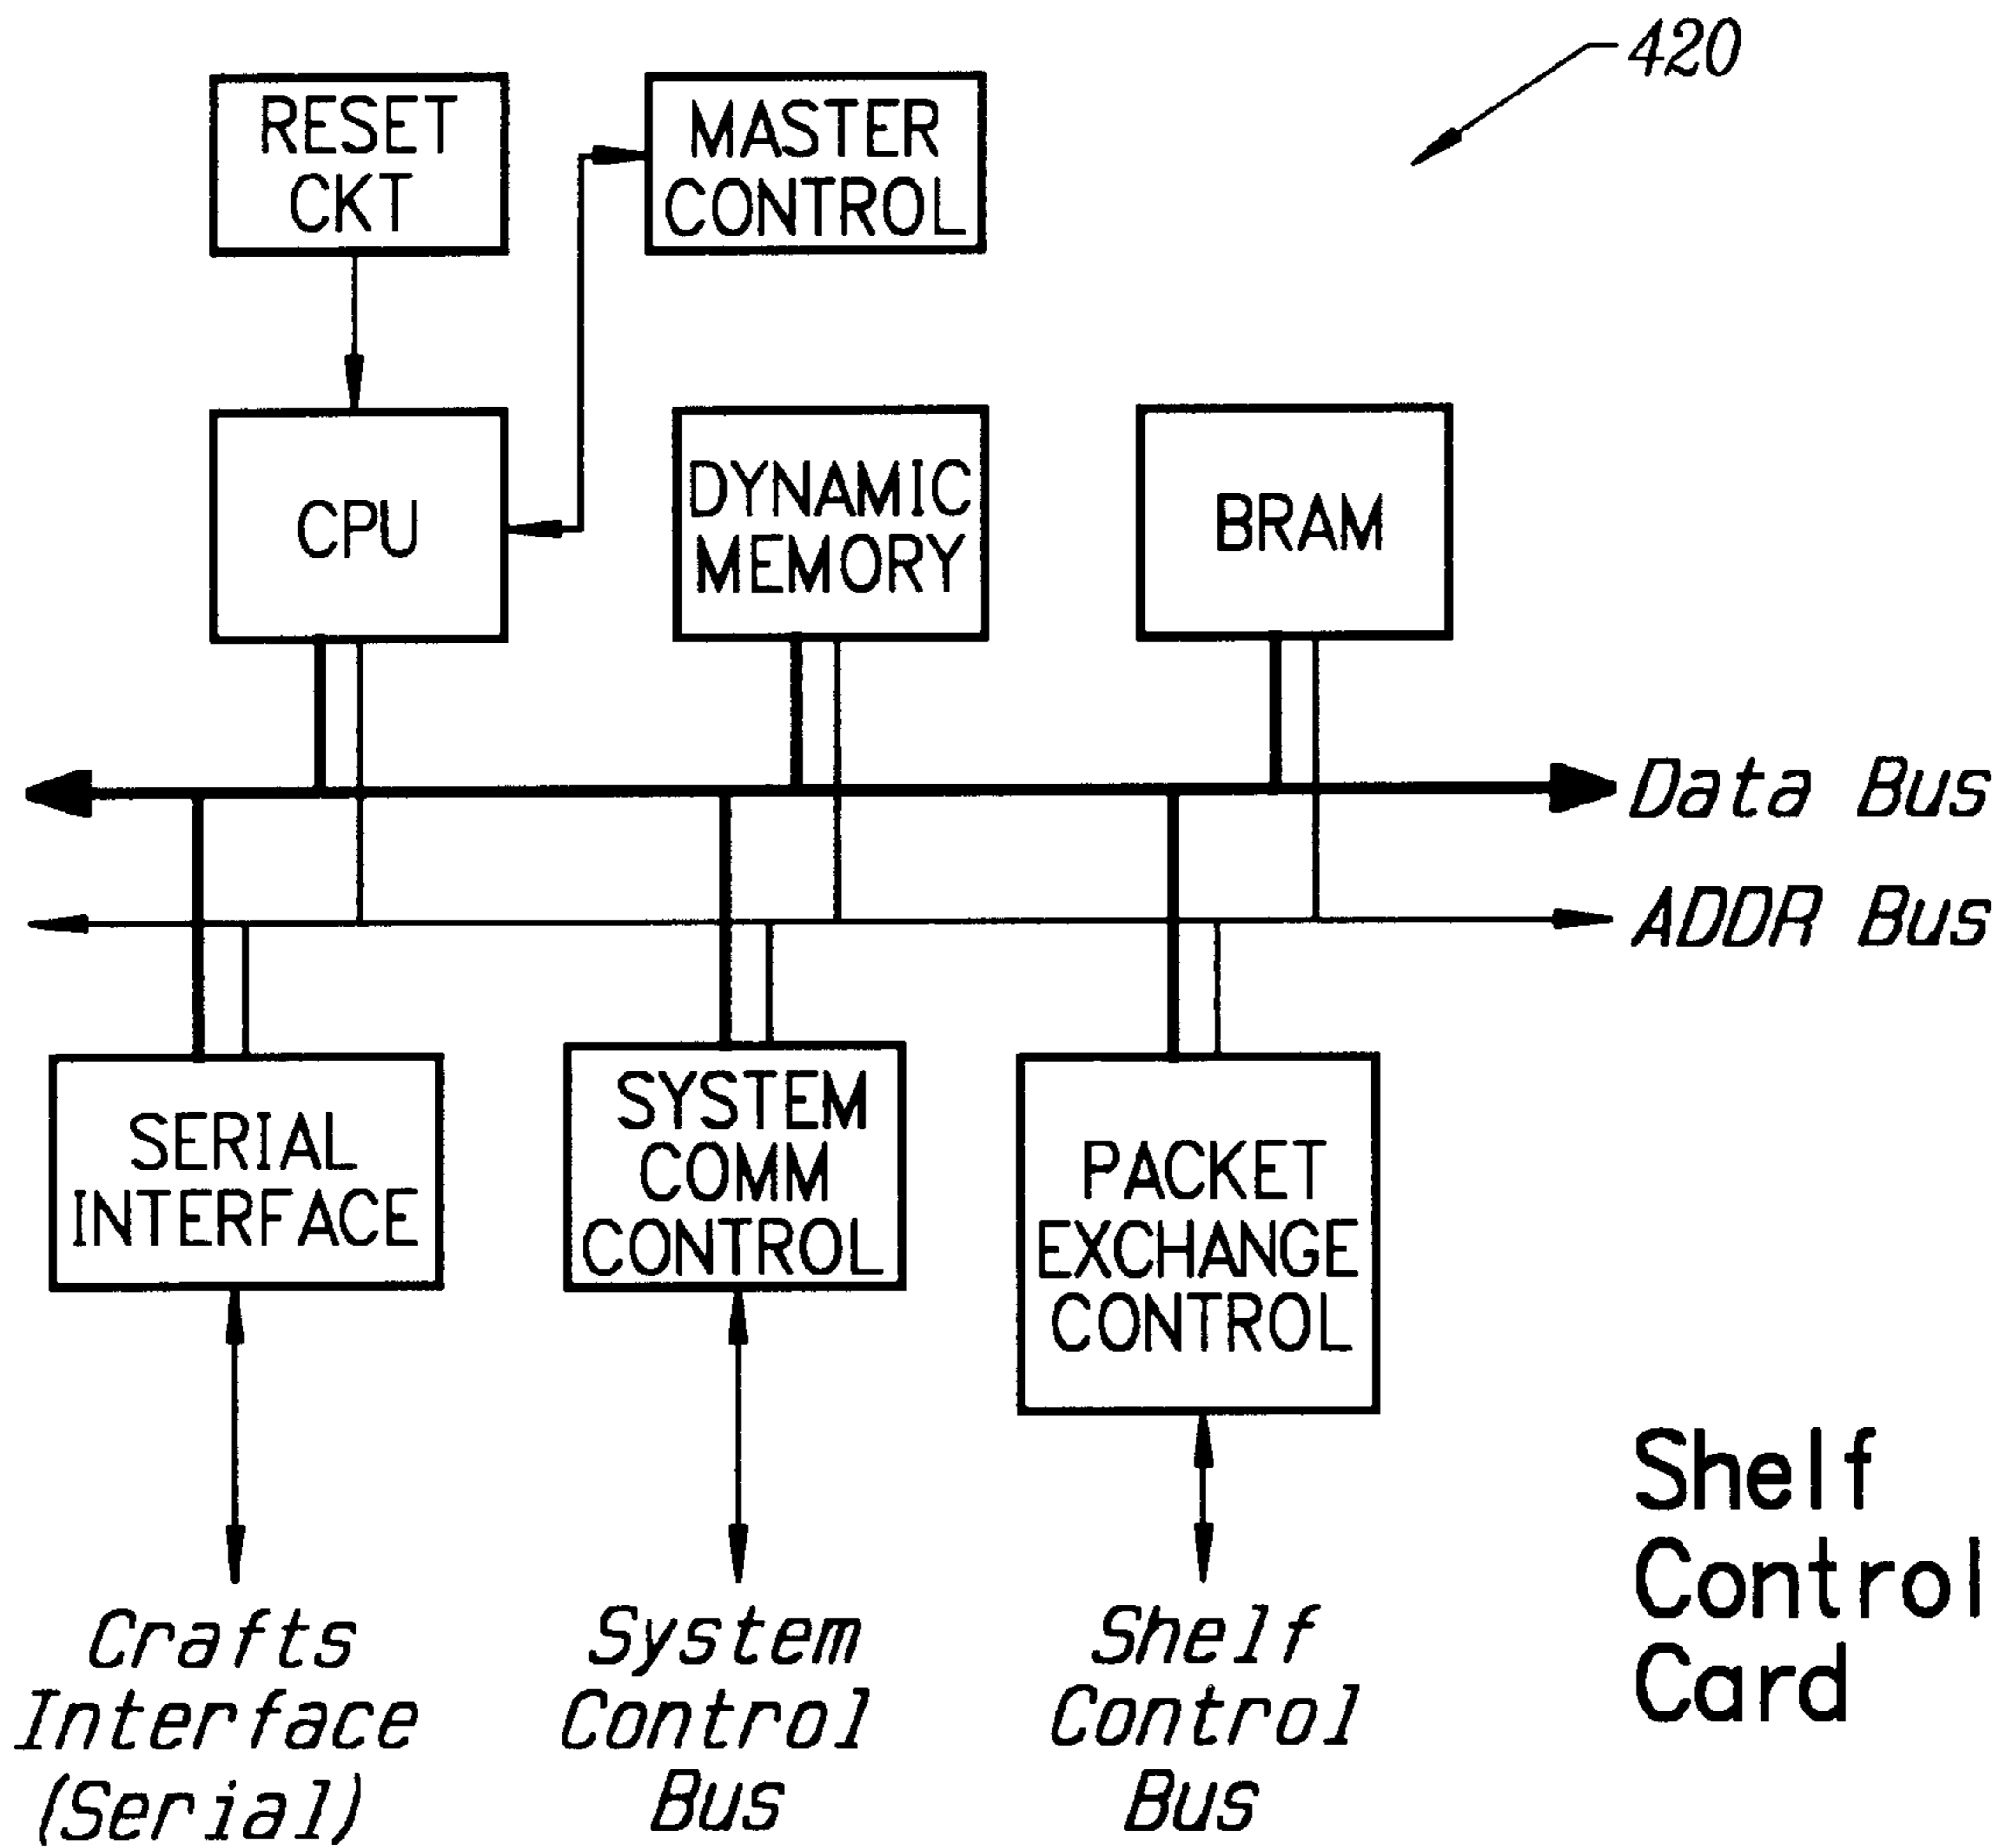 420
RESET
CKT
MASTER
CONTROL
CPU
DYNAMIC
MEMORY
BRAM
Data Bus
ADDR Bus
SERIAL
INTERFACE
SYSTEM
COMM
CONTROL
PACKET
EXCHANGE
CONTROL
Crafts
Interface
(Serial)
System
Control
Bus
Shelf
Control
Bus
Shelf
Control
Card